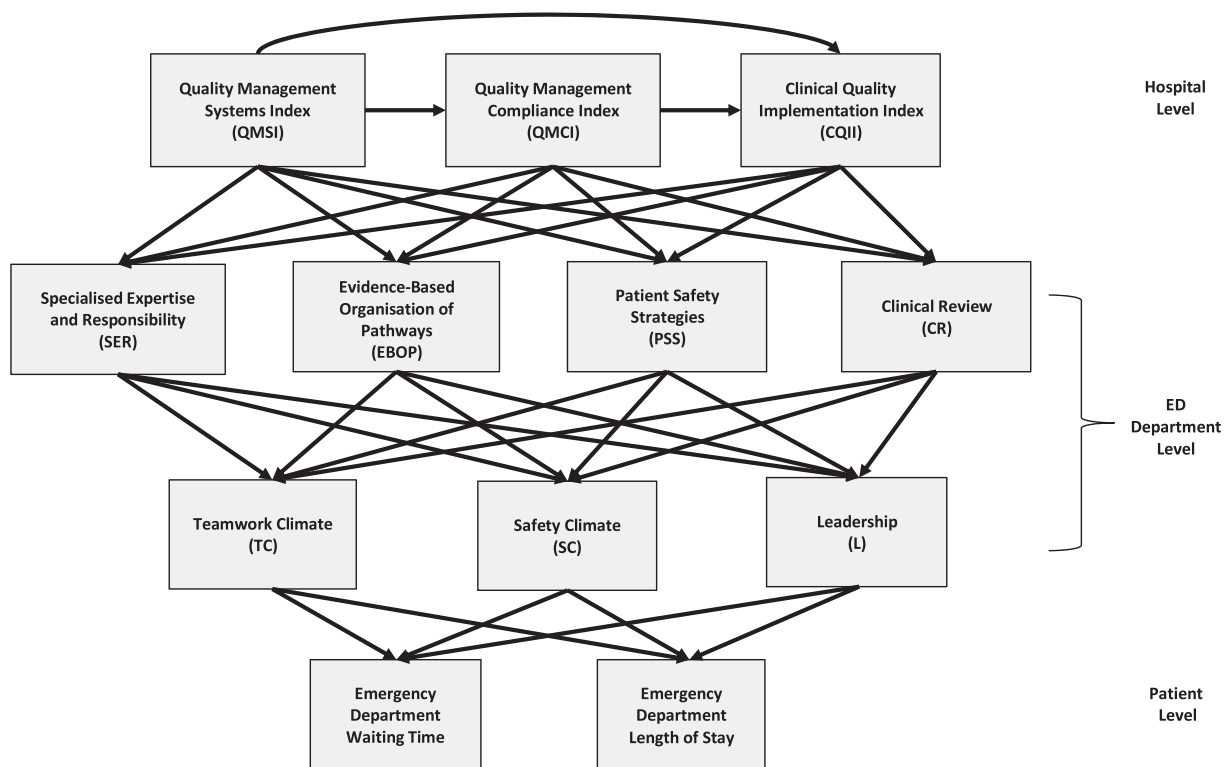 Quality Management
Systems Index
(QMSI)
Quality Management
Compliance Index
(QMCI)
Clinical Quality
Implementation Index
(CQII)
Hospital
Level
Specialised Expertise
and Responsibility
(SER)
Evidence-Based
Organisation of
Pathways
(EBOP)
Patient Safety
Strategies
(PSS)
Clinical Review
(CR)
ED
Department
Level
Teamwork Climate
(TC)
Safety Climate
(SC)
Leadership
(L)
Emergency
Department
Waiting Time
Emergency
Department
Length of Stay
Patient
Level